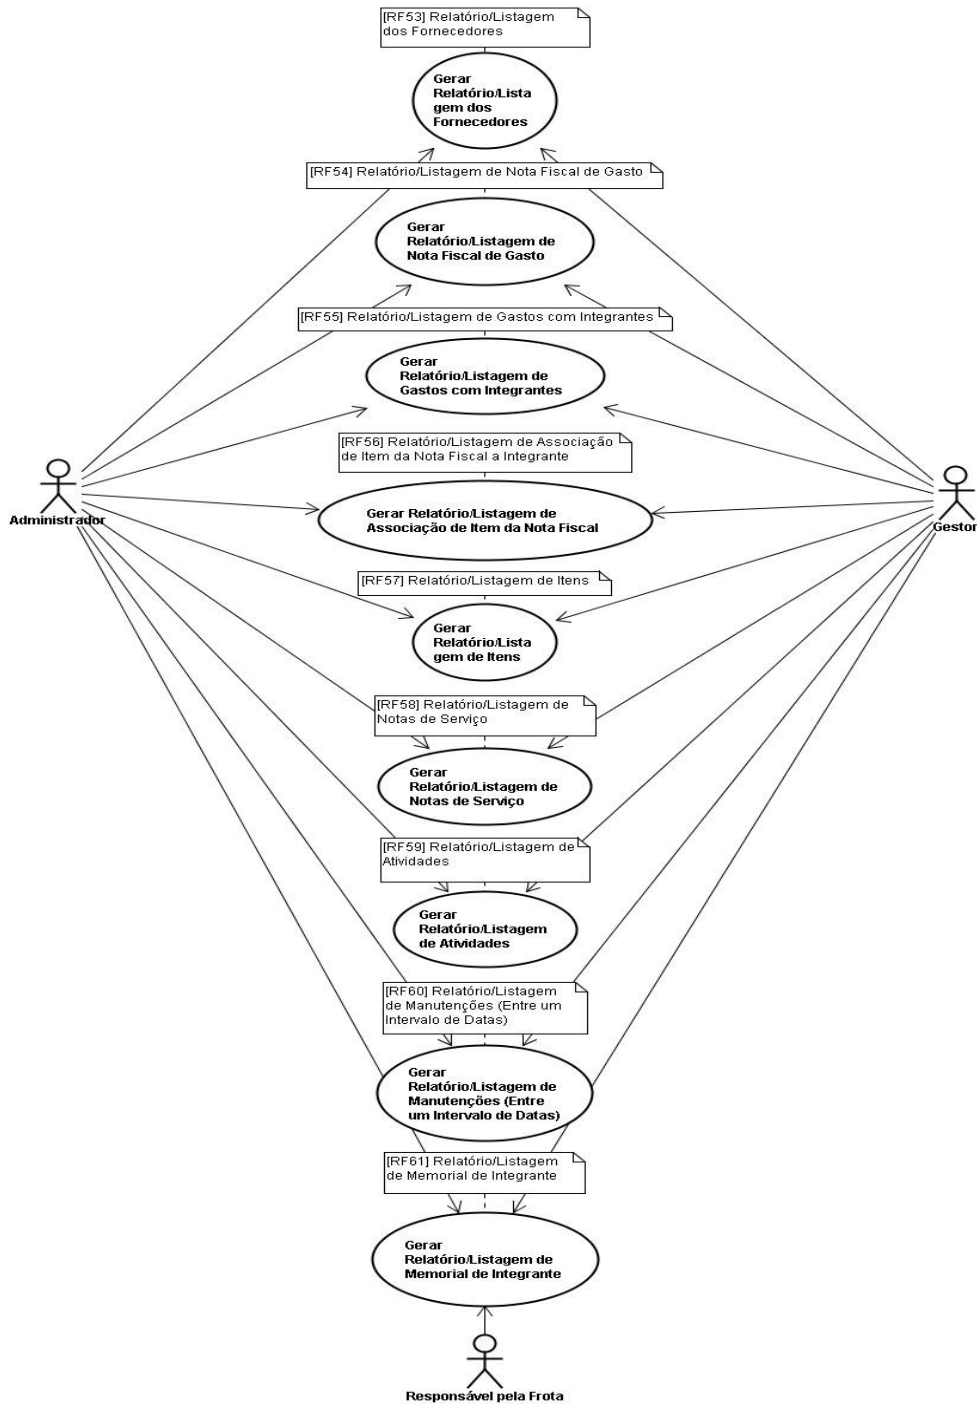 [RF53] Relatório/Listagem
dos Fornecedores
Gerar
Relatório/Lista
gem dos
Fornecedores
[RF54] Relatório/Listagem de Nota Fiscal de Gasto
Gerar
Relatório/Listagem de
Nota Fiscal de Gasto
[RF55] Relatório/Listagem de Gastos com Integrantes
Gerar
Relatório/Listagem de
Gastos com Integrantes
[RF56] Relatório/Listagem de Associação
de Item da Nota Fiscal a Integrante
Administrador
Gerar Relatório/Listagem de
Associação de Item da Nota Fiscal
Gestor
[RF57] Relatório/Listagem de Itens
Gerar
Relatório/Lista
gem de Itens
[RF58] Relatório/Listagem de
Notas de Serviço
Gerar
Relatório/Listagem de
Notas de Serviço
[RF59] Relatório/Listagem de
Atividades
Gerar
Relatório/Listagem
de Atividades
[RF60] Relatório/Listagem
de Manutenções (Entre um
Intervalo de Datas)
Gerar
Relatório/Listagem de
Manutenções (Entre
um Intervalo de Datas)
[RF61] Relatório/Listagem
de Memorial de Integrante
Gerar
Relatório/Listagem de
Memorial de Integrante
Responsável pela Frota